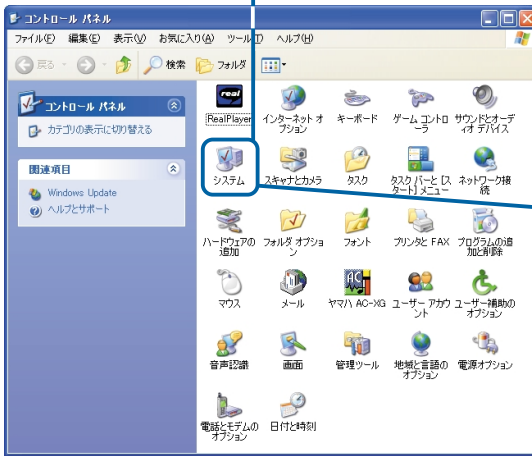 コントロール パネル
ファイル(F) 編集(E) 表示(V) お気に入り(A) ツール(T) ヘルプ(H)
戻る 検索 フォルダ
コントロール パネル
カテゴリの表示に切り替える
関連項目
Windows Update
ヘルプとサポート
real
RealPlayer
インターネット オ
プション
キーボード
ゲーム コントロ
ーラ
サウンドとオーデ
ィオ デバイス
システム
スキャナとカメラ
タスク
タスク バーと [ス
タート] メニュー
ネットワーク接
続
ハードウェアの
追加
フォルダ オプショ
ン
フォント
プリンタと FAX
プログラムの追
加と削除
マウス
メール
ヤマハ AC-XG
ユーザー アカウ
ント
ユーザー補助の
オプション
音声認識
画面
管理ツール
地域と言語の
オプション
電源オプション
電話とモデムの
オプション
日付と時刻